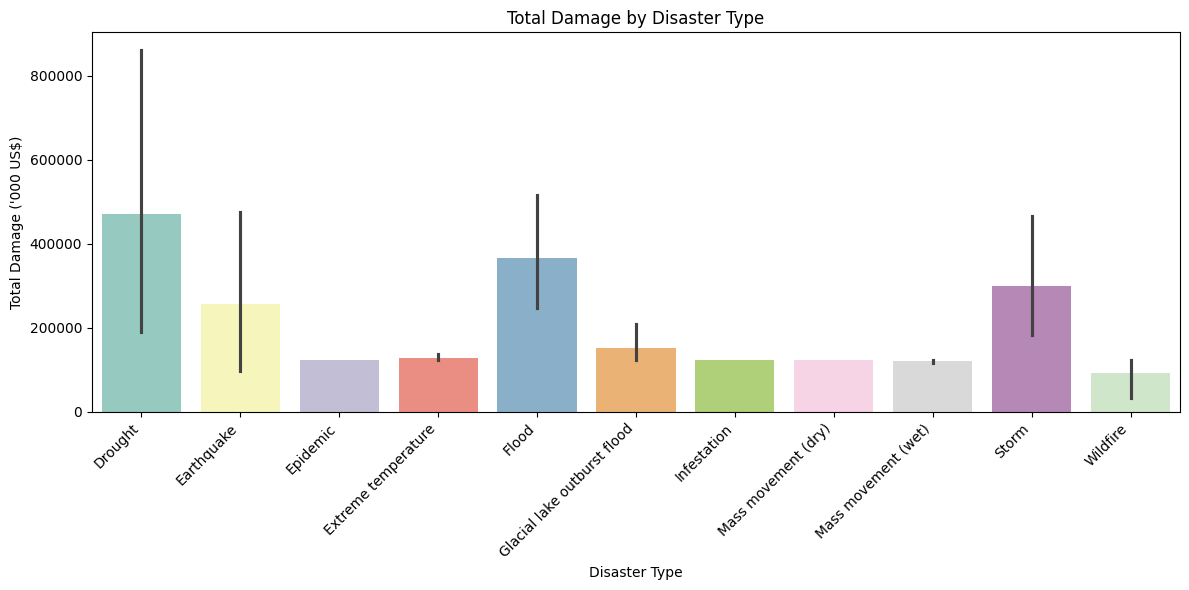 Total Damage by Disaster Type
Total Damage ('000 US$)
800000
600000
400000
200000
0
Drought
Earthquake
Epidemic
Extreme temperature
Flood
Glacial lake outburst flood
Infestation
Mass movement (dry)
Mass movement (wet)
Storm
Wildfire
Disaster Type